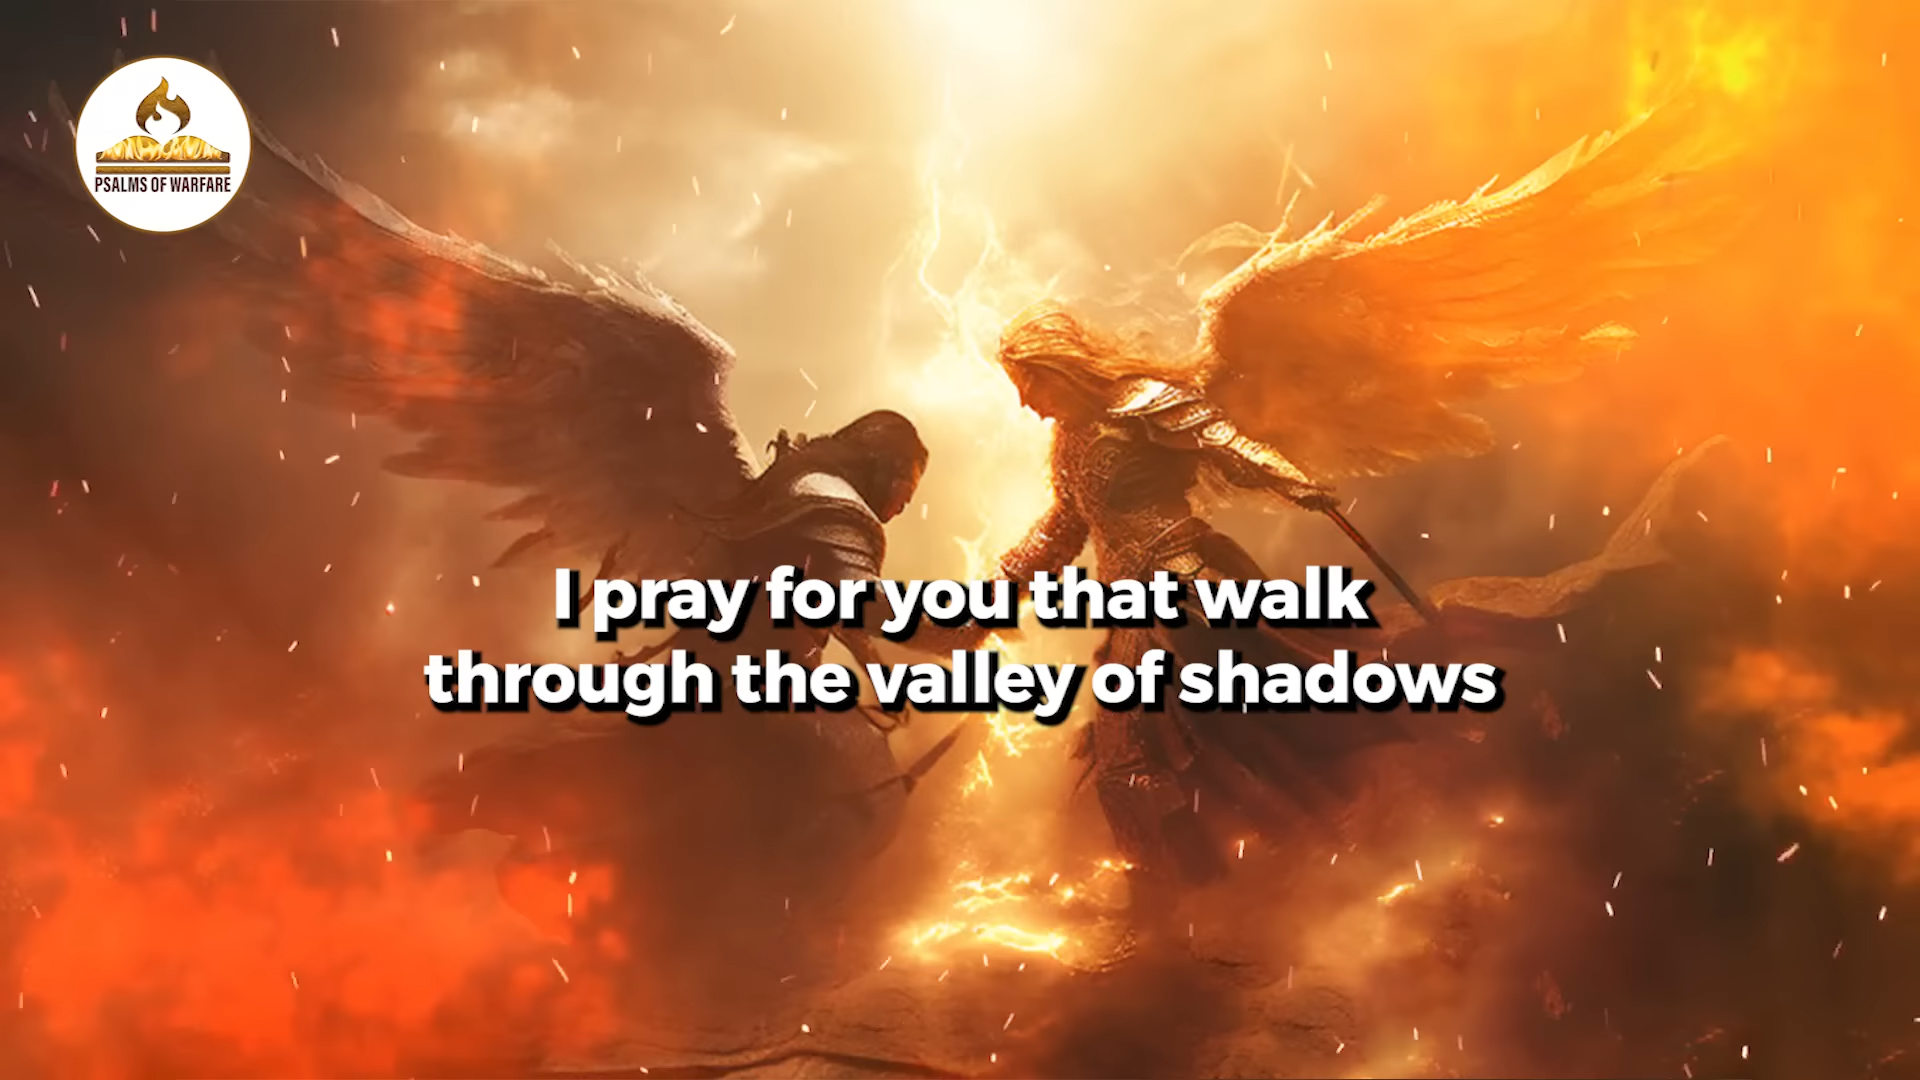 PSALMS OF WARFARE
I pray for you that walk
through the valley of shadows